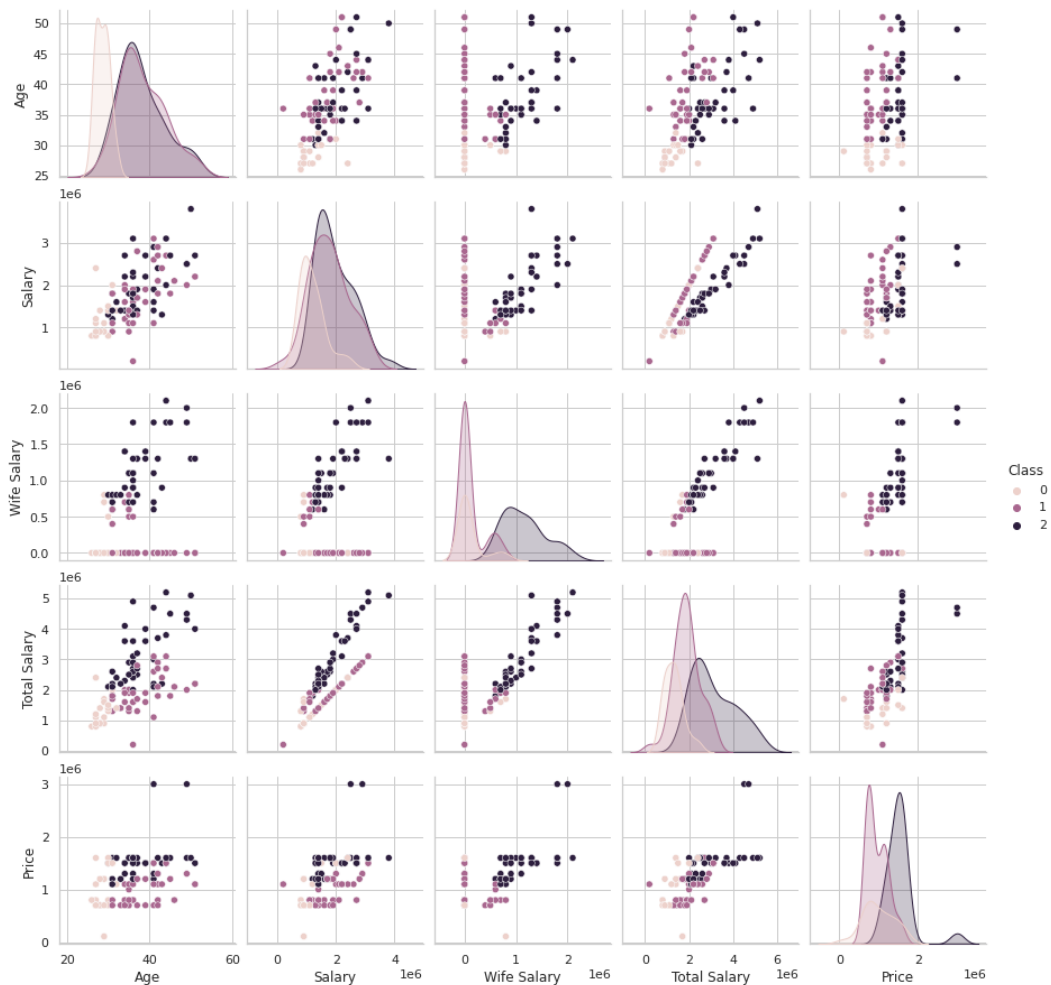 50
45
40
35
30
25
Age
1e6
3
2
1
Salary
1e6
2.0
1.5
1.0
0.5
0.0
Wife Salary
1e6
5
4
3
2
1
0
Total Salary
1e6
3
2
1
0
Price
20 40 60
Age
0 2 4
1e6
Salary
0 1 2
1e6
Wife Salary
0 2 4 6
1e6
Total Salary
0 2
1e6
Price
Class
0
1
2